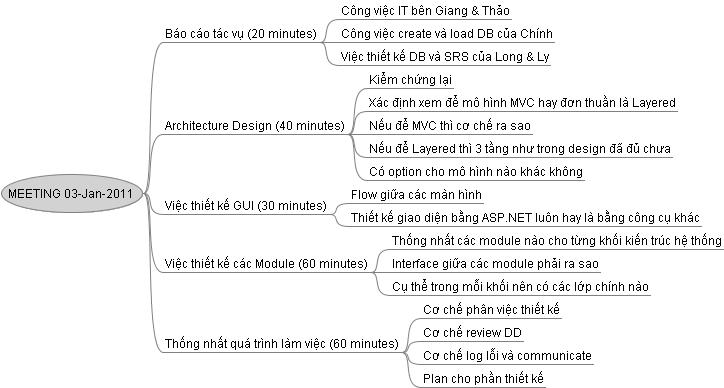 MEETING 03-Jan-2011
Báo cáo tác vụ (20 minutes)
Công việc IT bên Giang & Thảo
Công việc create và load DB của Chính
Việc thiết kế DB và SRS của Long & Ly
Architecture Design (40 minutes)
Kiểm chứng lại
Xác định xem để mô hình MVC hay đơn thuần là Layered
Nếu để MVC thì cơ chế ra sao
Nếu để Layered thì 3 tầng như trong design đã đủ chưa
Có option cho mô hình nào khác không
Việc thiết kế GUI (30 minutes)
Flow giữa các màn hình
Thiết kế giao diện bằng ASP.NET luôn hay là bằng công cụ khác
Việc thiết kế các Module (60 minutes)
Thống nhất các module nào cho từng khối kiến trúc hệ thống
Interface giữa các module phải ra sao
Cụ thể trong mỗi khối nên có các lớp chính nào
Thống nhất quá trình làm việc (60 minutes)
Cơ chế phân việc thiết kế
Cơ chế review DD
Cơ chế log lỗi và communicate
Plan cho phần thiết kế